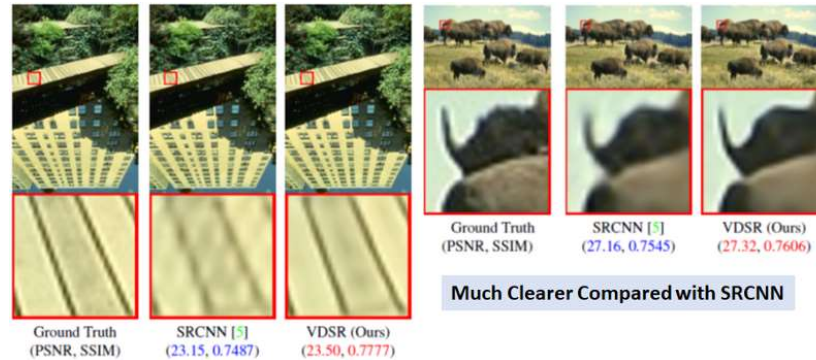 Ground Truth
(PSNR, SSIM)
SRCNN [5]
(23.15, 0.7487)
VDSR (Ours)
(23.50, 0.7777)
Ground Truth
(PSNR, SSIM)
SRCNN [5]
(27.16, 0.7545)
VDSR (Ours)
(27.32, 0.7606)
Much Clearer Compared with SRCNN